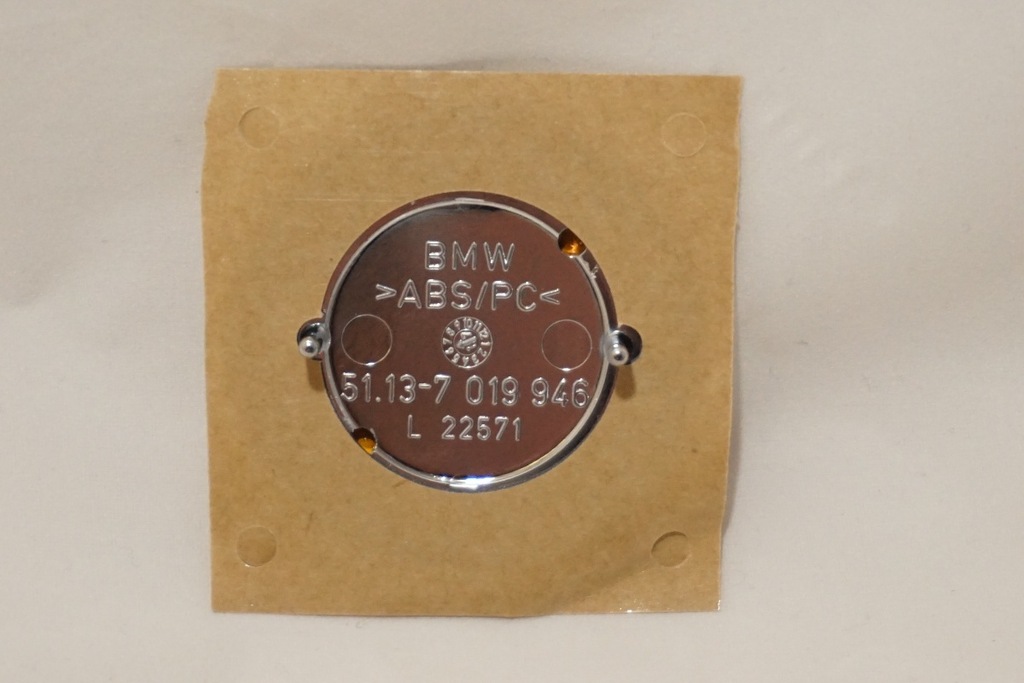 BMW
>ABS/PC<
51.13-7 019 946
L 22571